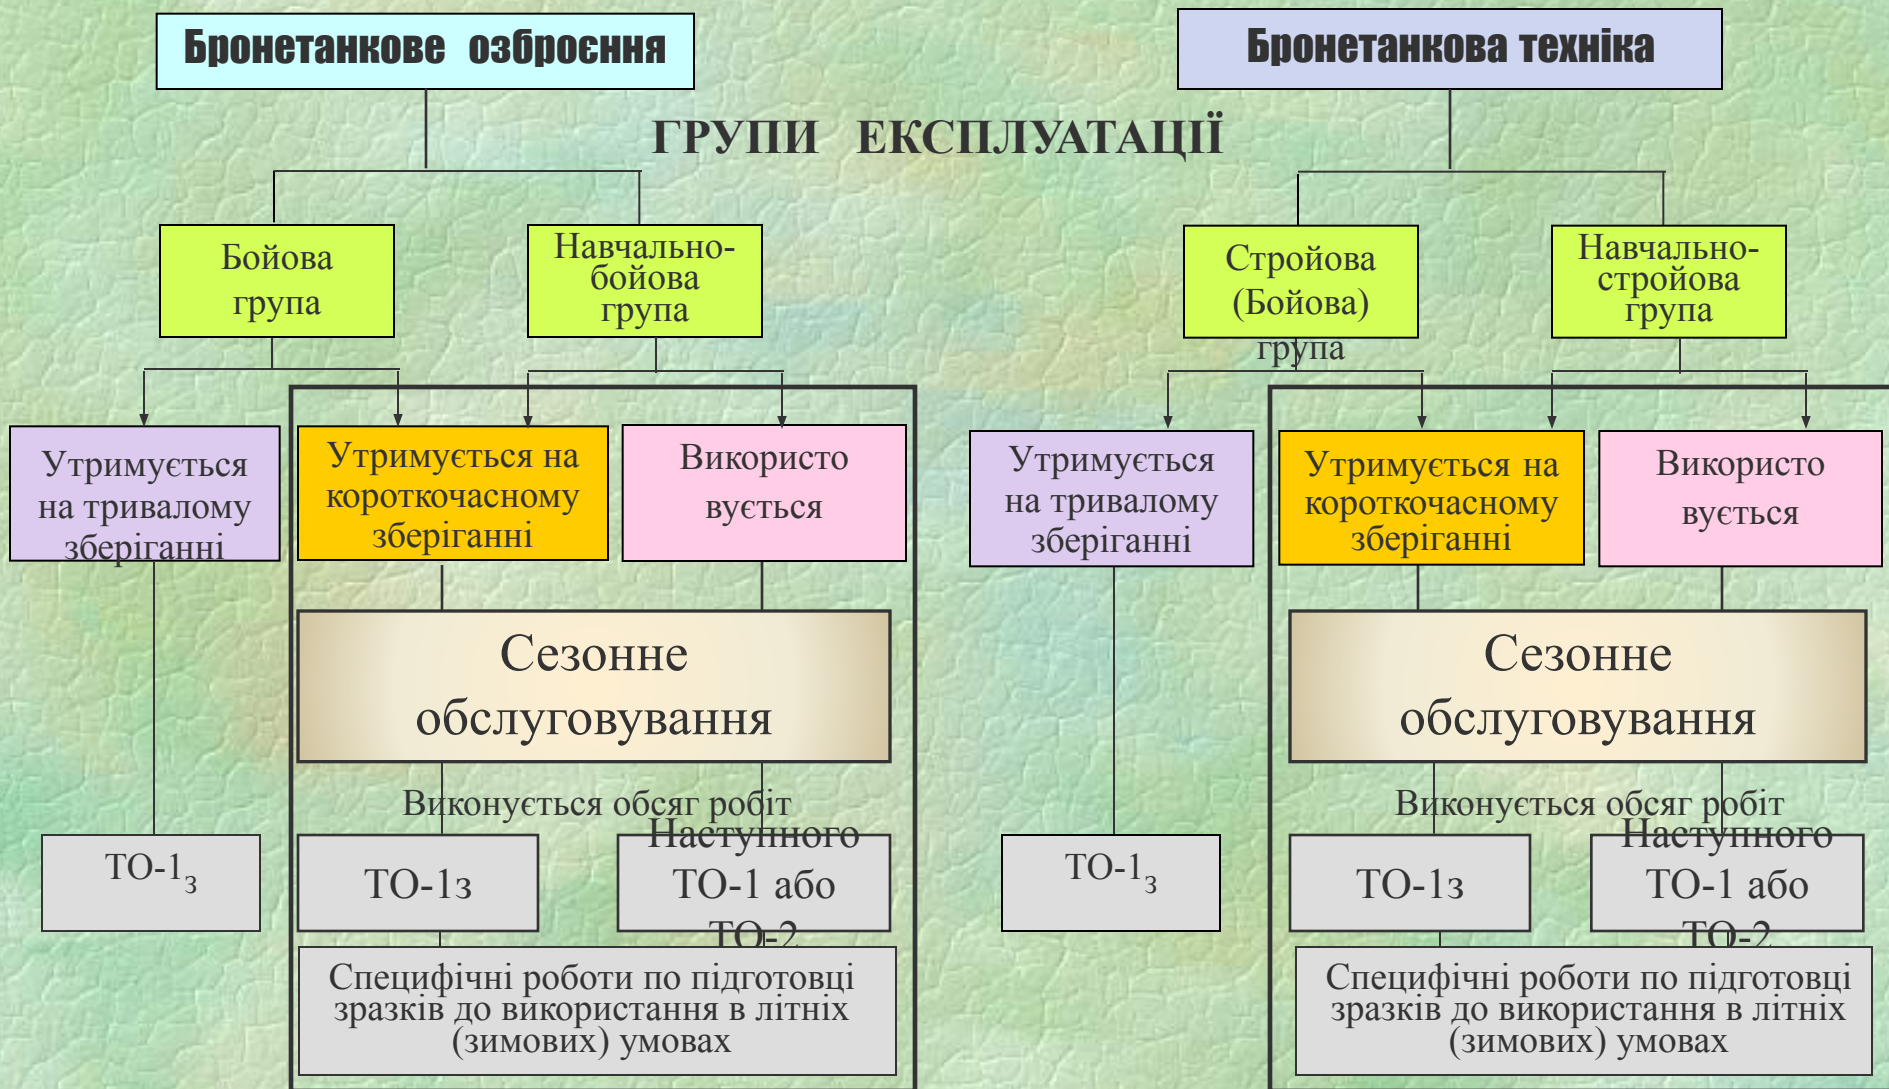 Бронетанкове озброєння
Бронетанкова техніка
ГРУПИ ЕКСПЛУАТАЦІЇ
Бойова
група
Навчально-
бойова
група
Стройова
(Бойова)
група
Навчально-
стройова
група
Утримується
на тривалому
зберіганні
Утримується на
короткочасному
зберіганні
Використо
вується
Утримується
на тривалому
зберіганні
Утримується на
короткочасному
зберіганні
Використо
вується
Сезонне
обслуговування
Сезонне
обслуговування
Виконується обсяг робіт
Виконується обсяг робіт
ТО-1з
ТО-1з
Наступного
ТО-1 або
ТО-2
ТО-1з
ТО-1з
Наступного
ТО-1 або
ТО-2
Специфічні роботи по підготовці
зразків до використання в літніх
(зимових) умовах
Специфічні роботи по підготовці
зразків до використання в літніх
(зимових) умовах